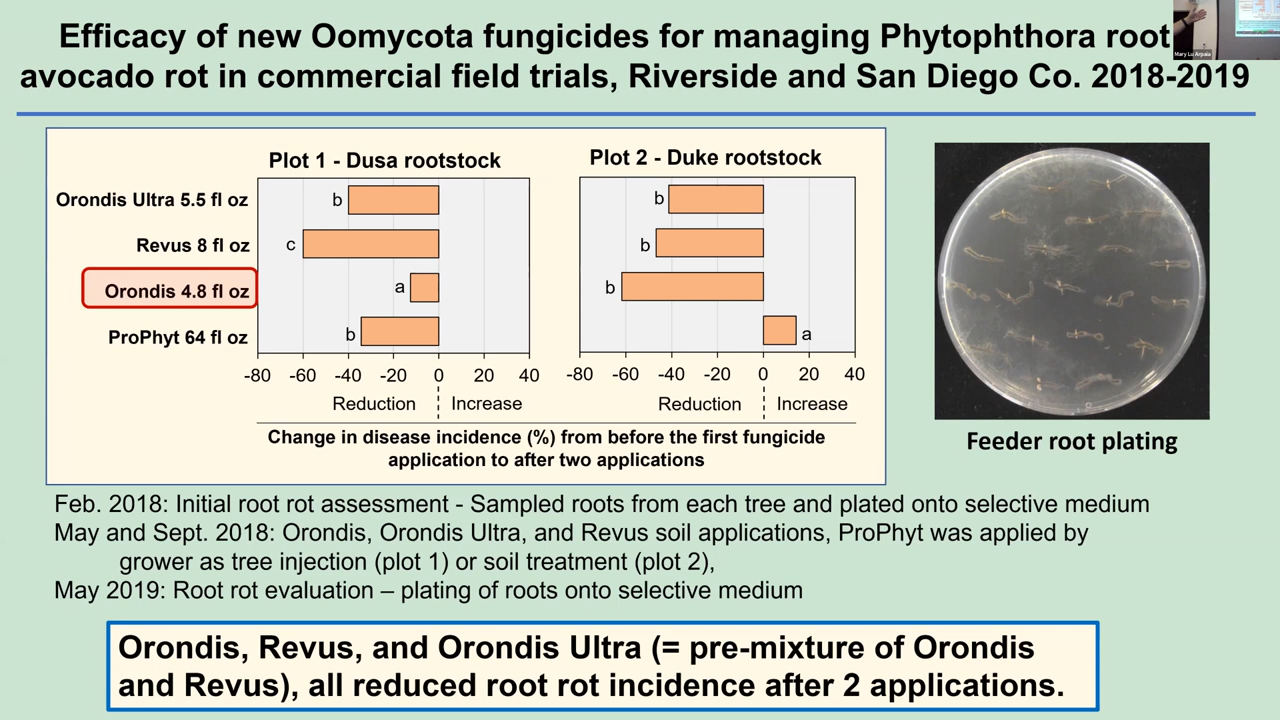 Efficacy of new Oomycota fungicides for managing Phytophthora root
avocado rot in commercial field trials, Riverside and San Diego Co. 2018-2019
Mary Lu Arpaia
Plot 1 - Dusa rootstock
Plot 2 - Duke rootstock
Orondis Ultra 5.5 fl oz
b
b
Revus 8 fl oz
c
b
Orondis 4.8 fl oz
a
b
ProPhyt 64 fl oz
b
a
-80 -60 -40 -20 0 20 40
-80 -60 -40 -20 0 20 40
Reduction Increase
Reduction Increase
Change in disease incidence (%) from before the first fungicide
application to after two applications
Feeder root plating
Feb. 2018: Initial root rot assessment - Sampled roots from each tree and plated onto selective medium
May and Sept. 2018: Orondis, Orondis Ultra, and Revus soil applications, ProPhyt was applied by
grower as tree injection (plot 1) or soil treatment (plot 2),
May 2019: Root rot evaluation – plating of roots onto selective medium
Orondis, Revus, and Orondis Ultra (= pre-mixture of Orondis
and Revus), all reduced root rot incidence after 2 applications.